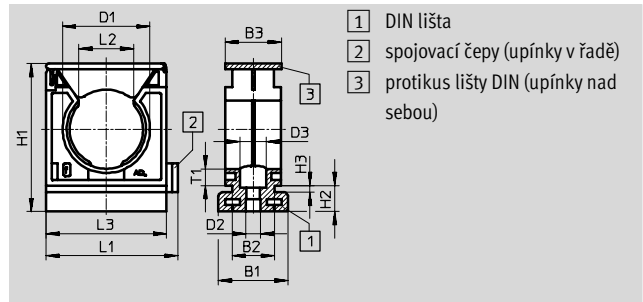 D1
L2
B3
1 DIN lišta
2 spojovací čepy (upínky v řadě)
3 protikus lišty DIN (upínky nad
sebou)
3
H1
2
D3
H3
T1
H2
L3
D2
B2
1
L1
B1